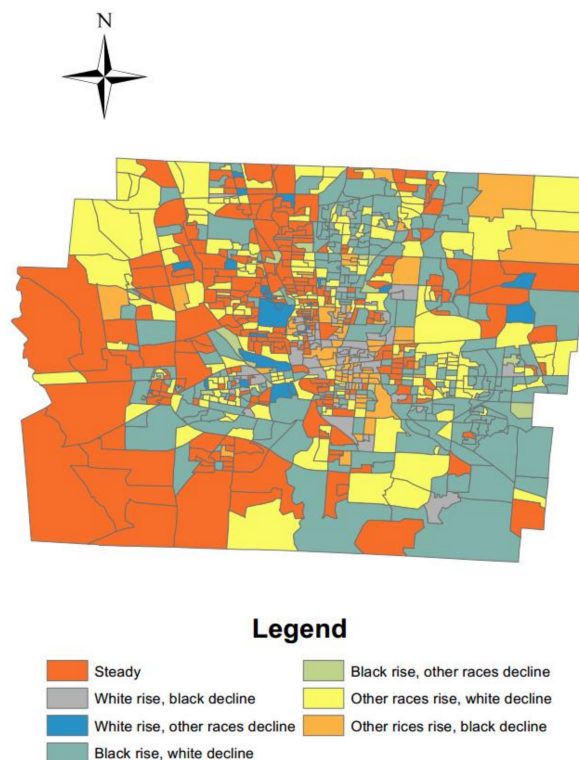 N
Legend
Steady
White rise, black decline
White rise, other races decline
Black rise, white decline
Black rise, other races decline
Other races rise, white decline
Other rices rise, black decline